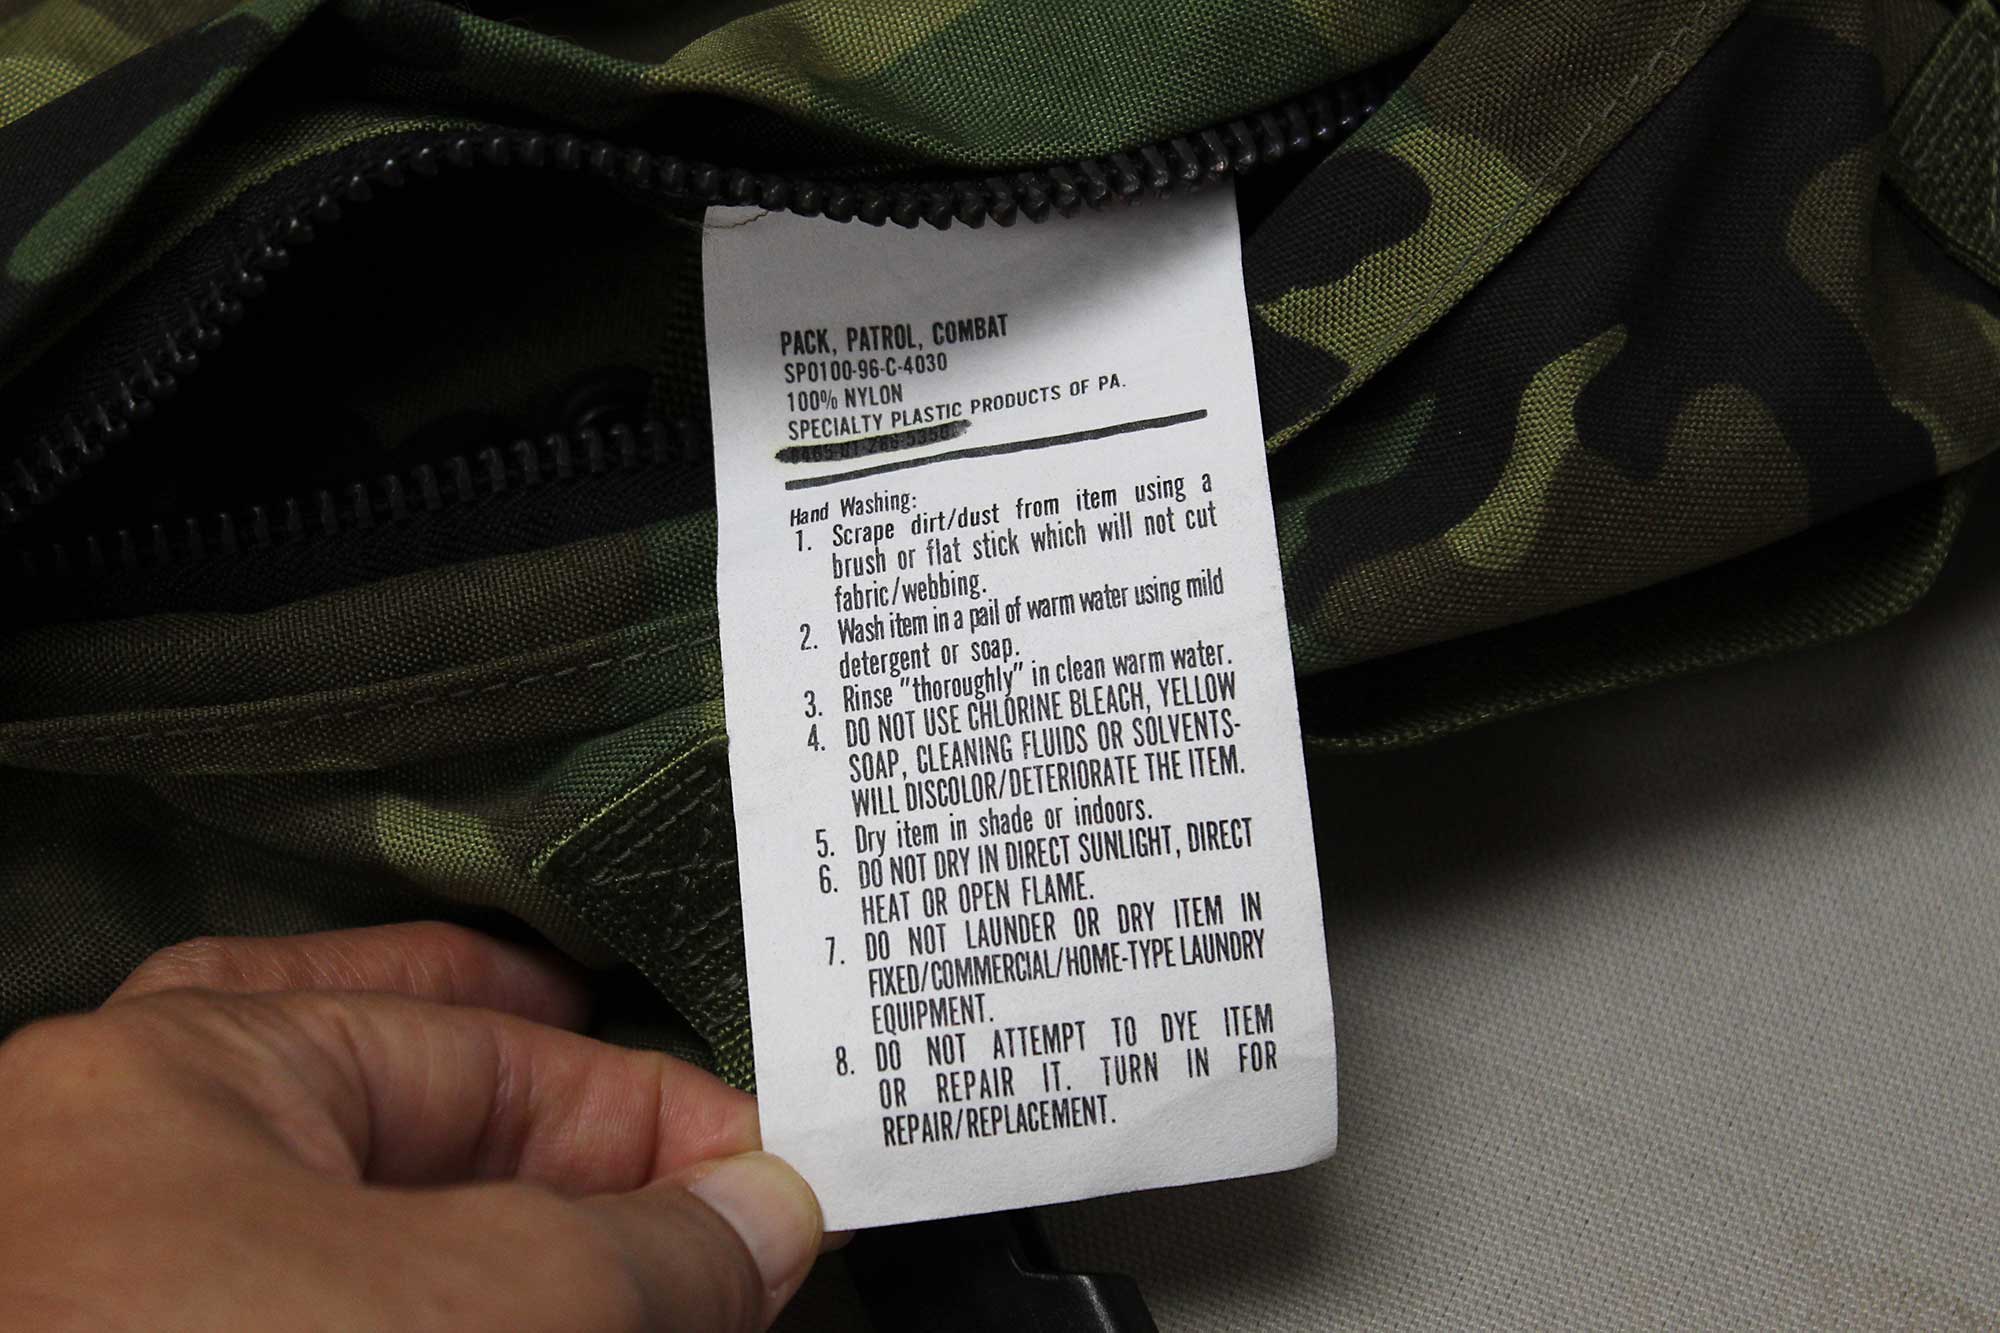 PACK, PATROL, COMBAT
SPO100-96-C-4030
100% NYLON
SPECIALTY PLASTIC PRODUCTS OF PA.
Hand Washing:
1. Scrape dirt/dust from item using a
brush or flat stick which will not cut
fabric/webbing.
2. Wash item in a pail of warm water using mild
detergent or soap.
3. Rinse "thoroughly" in clean warm water.
4. DO NOT USE CHLORINE BLEACH, YELLOW
SOAP, CLEANING FLUIDS OR SOLVENTS-
WILL DISCOLOR/DETERIORATE THE ITEM.
5. Dry item in shade or indoors.
6. DO NOT DRY IN DIRECT SUNLIGHT, DIRECT
HEAT OR OPEN FLAME.
7. DO NOT LAUNDER OR DRY ITEM IN
FIXED/COMMERCIAL/HOME-TYPE LAUNDRY
EQUIPMENT.
8. DO NOT ATTEMPT TO DYE ITEM
OR REPAIR IT. TURN IN FOR
REPAIR/REPLACEMENT.